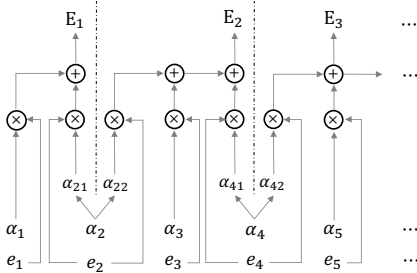 E₁ E₂ E₃ ...
+ + + + + ...
× × × × × × ×
α₂₁ α₂₂ α₄₁ α₄₂
α₁ α₂ α₃ α₄ α₅ ...
e₁ e₂ e₃ e₄ e₅ ...